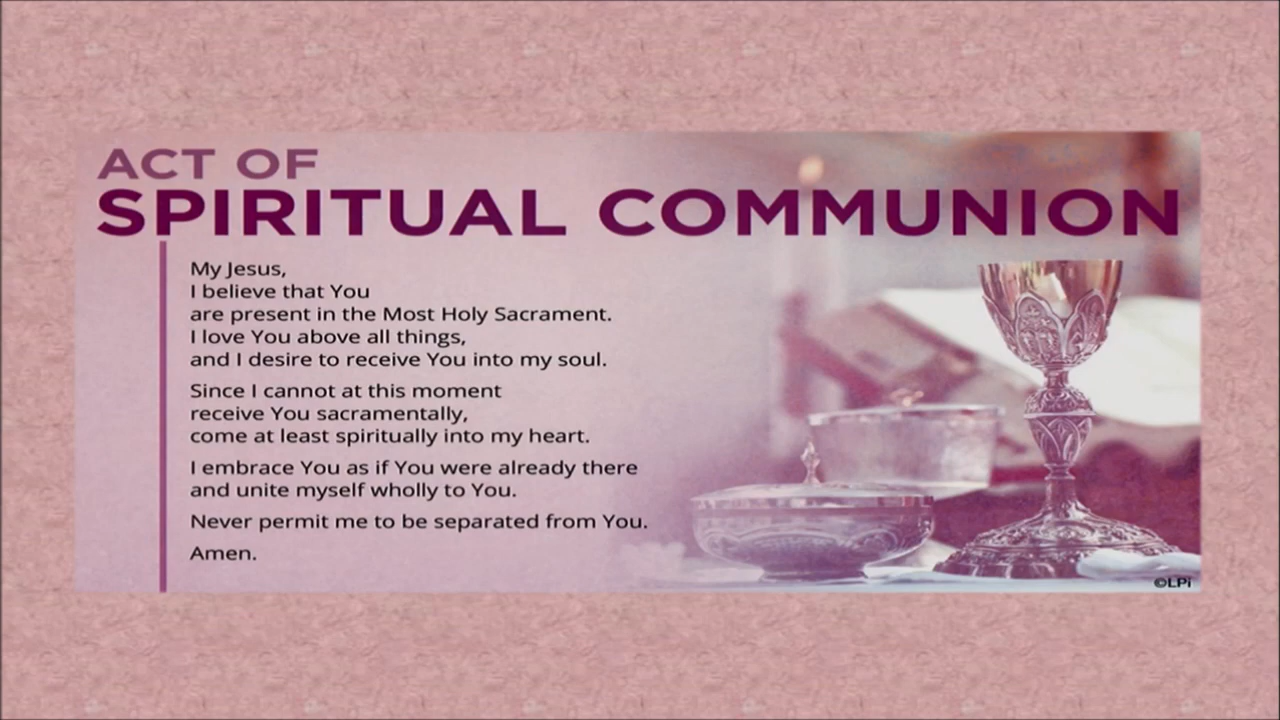 ACT OF
SPIRITUAL COMMUNION
My Jesus,
I believe that You
are present in the Most Holy Sacrament.
I love You above all things,
and I desire to receive You into my soul.
Since I cannot at this moment
receive You sacramentally,
come at least spiritually into my heart.
I embrace You as if You were already there
and unite myself wholly to You.
Never permit me to be separated from You.
Amen.
©LPi